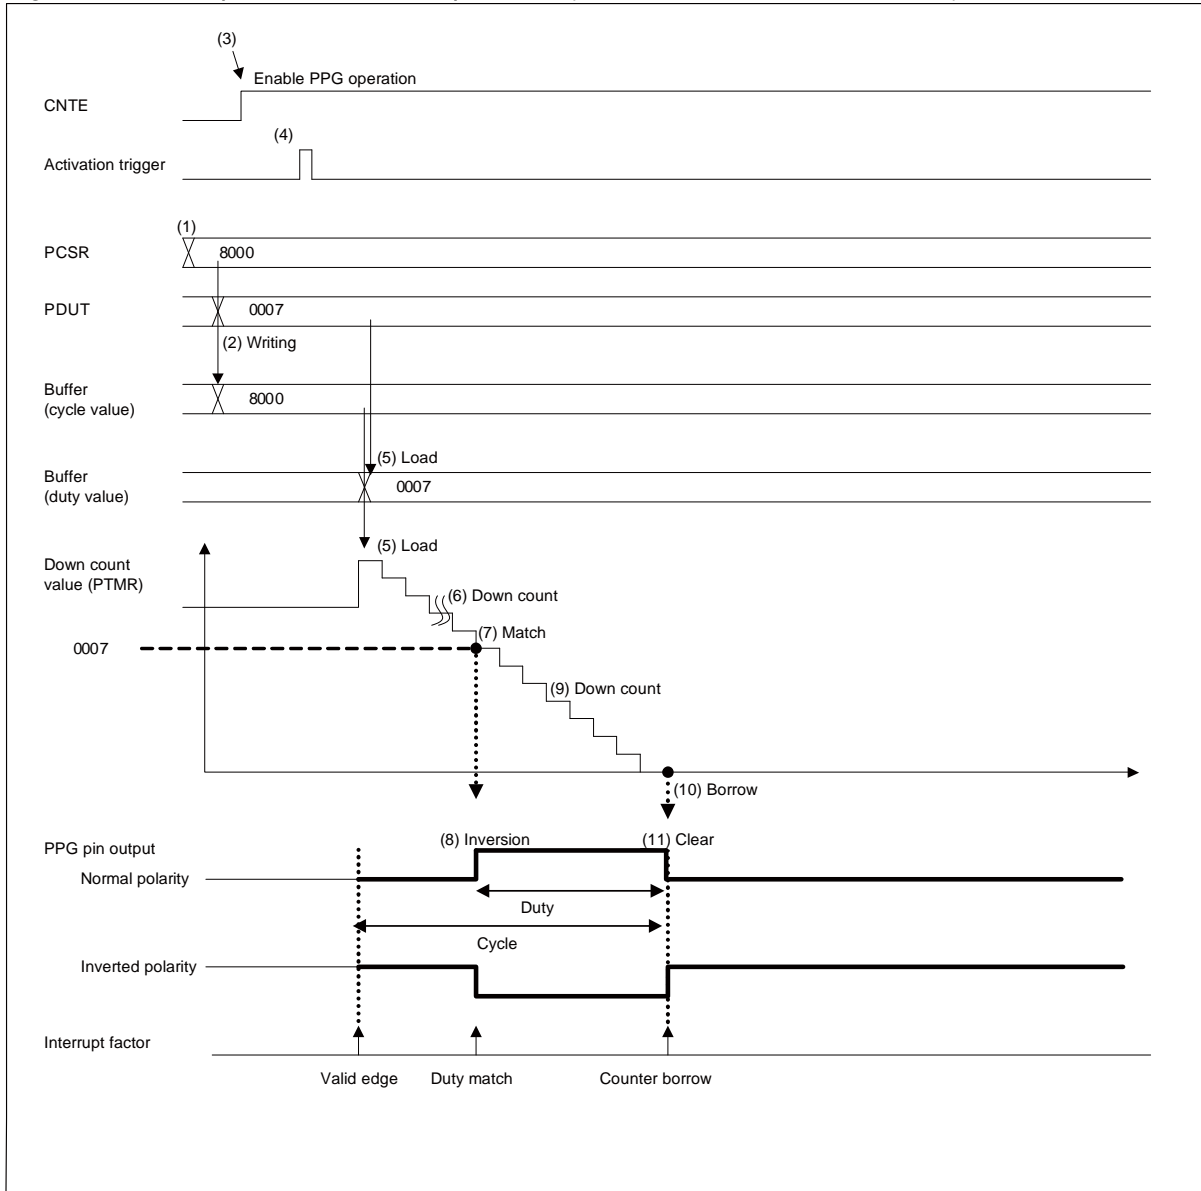 (3)
Enable PPG operation
CNTE
(4)
Activation trigger
(1)
PCSR
8000
PDUT
0007
(2) Writing
Buffer
(cycle value)
8000
(5) Load
Buffer
(duty value)
0007
(5) Load
Down count
value (PTMR)
(6) Down count
(7) Match
0007
(9) Down count
(10) Borrow
(8) Inversion
(11) Clear
PPG pin output
Normal polarity
Duty
Cycle
Inverted polarity
Interrupt factor
Valid edge
Duty match
Counter borrow